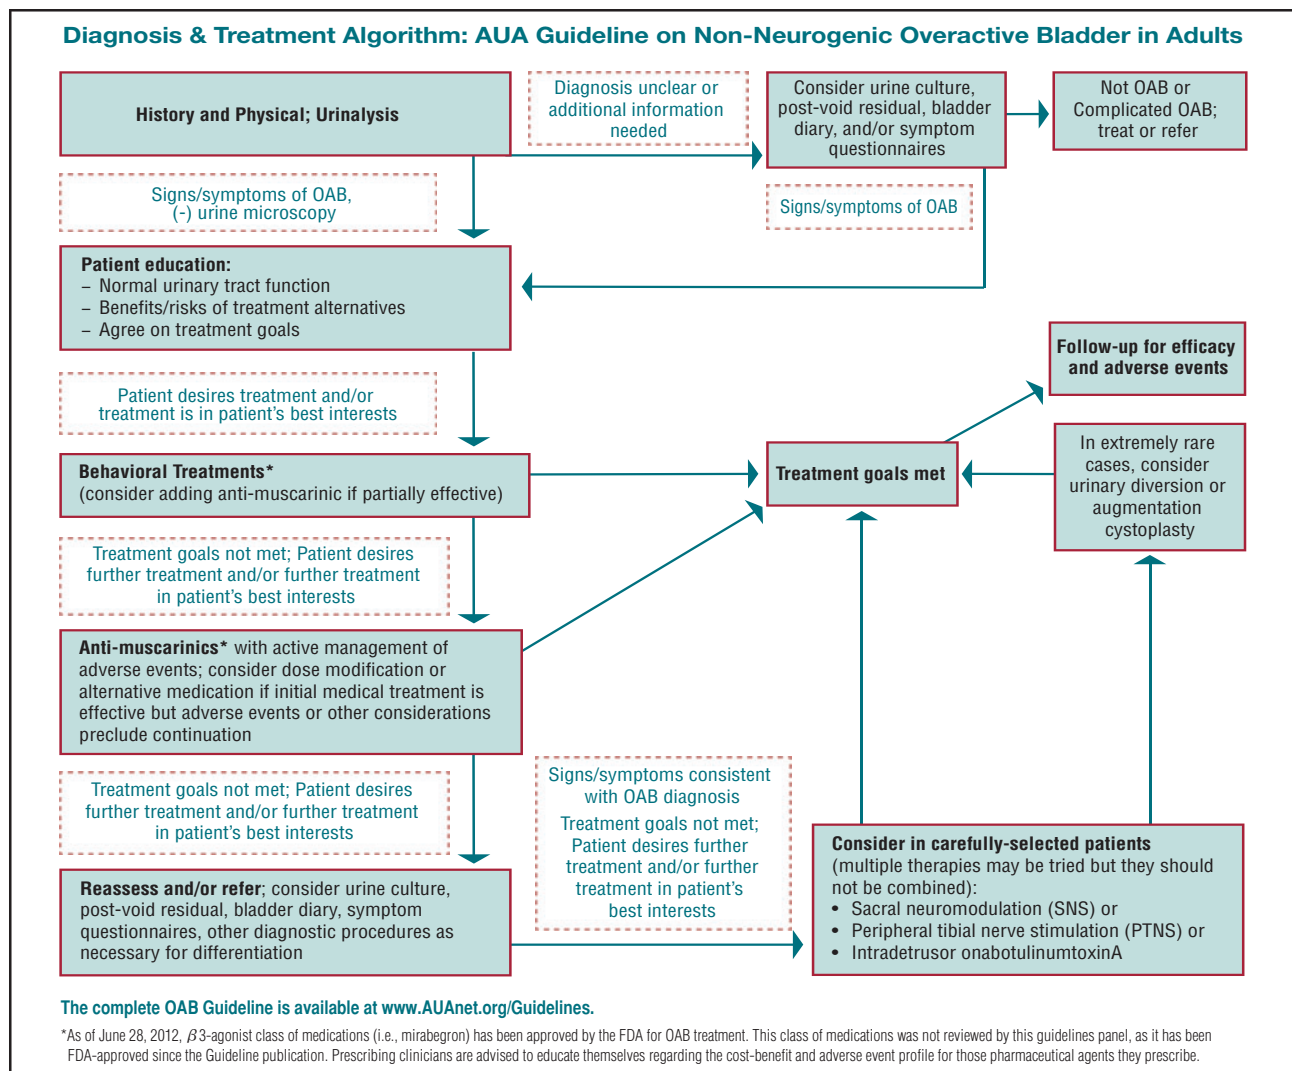 Diagnosis & Treatment Algorithm: AUA Guideline on Non-Neurogenic Overactive Bladder in Adults
History and Physical; Urinalysis
Diagnosis unclear or
additional information
needed
Consider urine culture,
post-void residual, bladder
diary, and/or symptom
questionnaires
Not OAB or
Complicated OAB;
treat or refer
Signs/symptoms of OAB,
(-) urine microscopy
Signs/symptoms of OAB
Patient education:
– Normal urinary tract function
– Benefits/risks of treatment alternatives
– Agree on treatment goals
Patient desires treatment and/or
treatment is in patient's best interests
Follow-up for efficacy
and adverse events
Behavioral Treatments*
(consider adding anti-muscarinic if partially effective)
Treatment goals met
In extremely rare
cases, consider
urinary diversion or
augmentation
cystoplasty
Treatment goals not met; Patient desires
further treatment and/or further treatment
in patient's best interests
Anti-muscarinics* with active management of
adverse events; consider dose modification or
alternative medication if initial medical treatment is
effective but adverse events or other considerations
preclude continuation
Treatment goals not met; Patient desires
further treatment and/or further treatment
in patient's best interests
Signs/symptoms consistent
with OAB diagnosis
Treatment goals not met;
Patient desires further
treatment and/or further
treatment in patient's
best interests
Reassess and/or refer; consider urine culture,
post-void residual, bladder diary, symptom
questionnaires, other diagnostic procedures as
necessary for differentiation
Consider in carefully-selected patients
(multiple therapies may be tried but they should
not be combined):
• Sacral neuromodulation (SNS) or
• Peripheral tibial nerve stimulation (PTNS) or
• Intradetrusor onabotulinumtoxinA
The complete OAB Guideline is available at www.AUAnet.org/Guidelines.
*As of June 28, 2012, β3-agonist class of medications (i.e., mirabegron) has been approved by the FDA for OAB treatment. This class of medications was not reviewed by this guidelines panel, as it has been
FDA-approved since the Guideline publication. Prescribing clinicians are advised to educate themselves regarding the cost-benefit and adverse event profile for those pharmaceutical agents they prescribe.